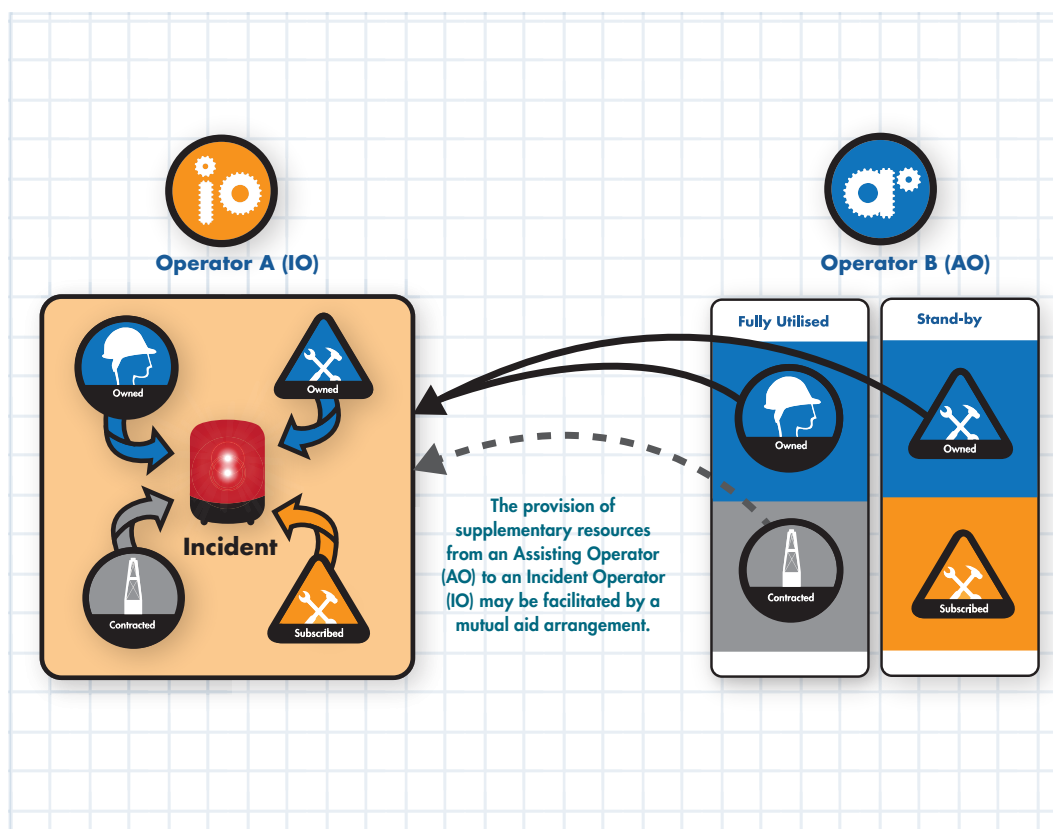 io
ao
Operator A (IO)
Operator B (AO)
Owned
Owned
Incident
Contracted
Subscribed
The provision of
supplementary resources
from an Assisting Operator
(AO) to an Incident Operator
(IO) may be facilitated by a
mutual aid arrangement.
Fully Utilised
Stand-by
Owned
Owned
Contracted
Subscribed